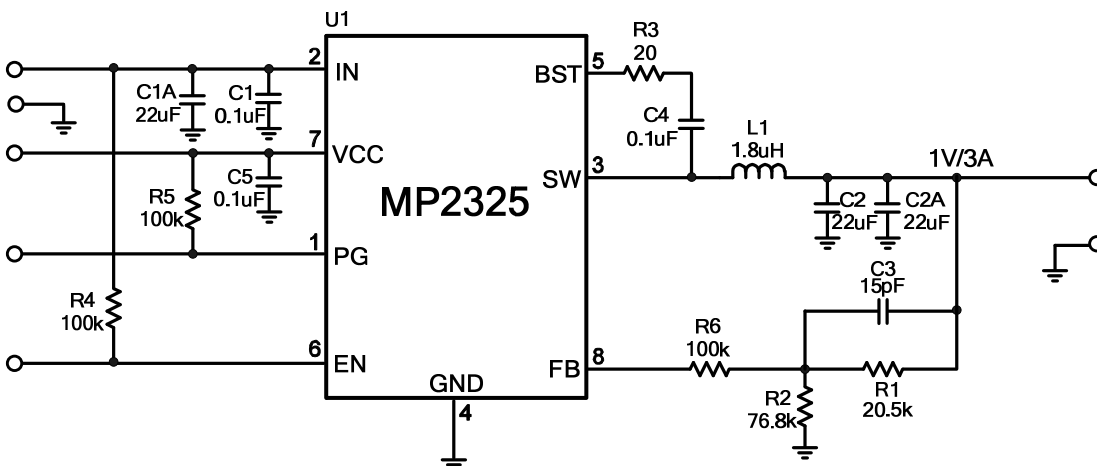 U1
MP2325
2
IN
7
VCC
1
PG
6
EN
GND
4
BST
5
SW
3
FB
8
C1A
22uF
C1
0.1uF
R5
100k
C5
0.1uF
R4
100k
R3
20
C4
0.1uF
L1
1.8uH
1V/3A
C2
22uF
C2A
22uF
C3
15pF
R6
100k
R1
20.5k
R2
76.8k